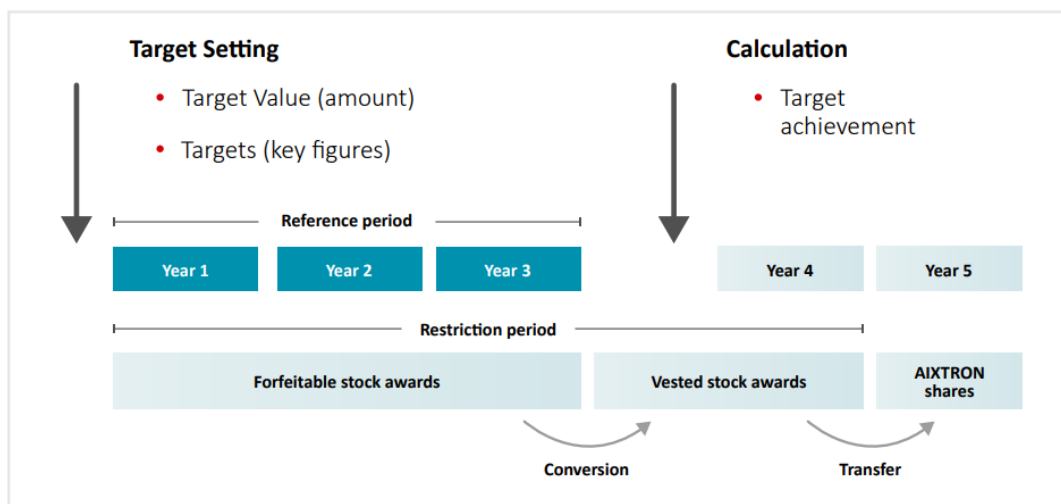 Target Setting
• Target Value (amount)
• Targets (key figures)
Calculation
• Target
achievement
Reference period
Year 1
Year 2
Year 3
Year 4
Year 5
Restriction period
Forfeitable stock awards
Vested stock awards
AIXTRON
shares
Conversion
Transfer